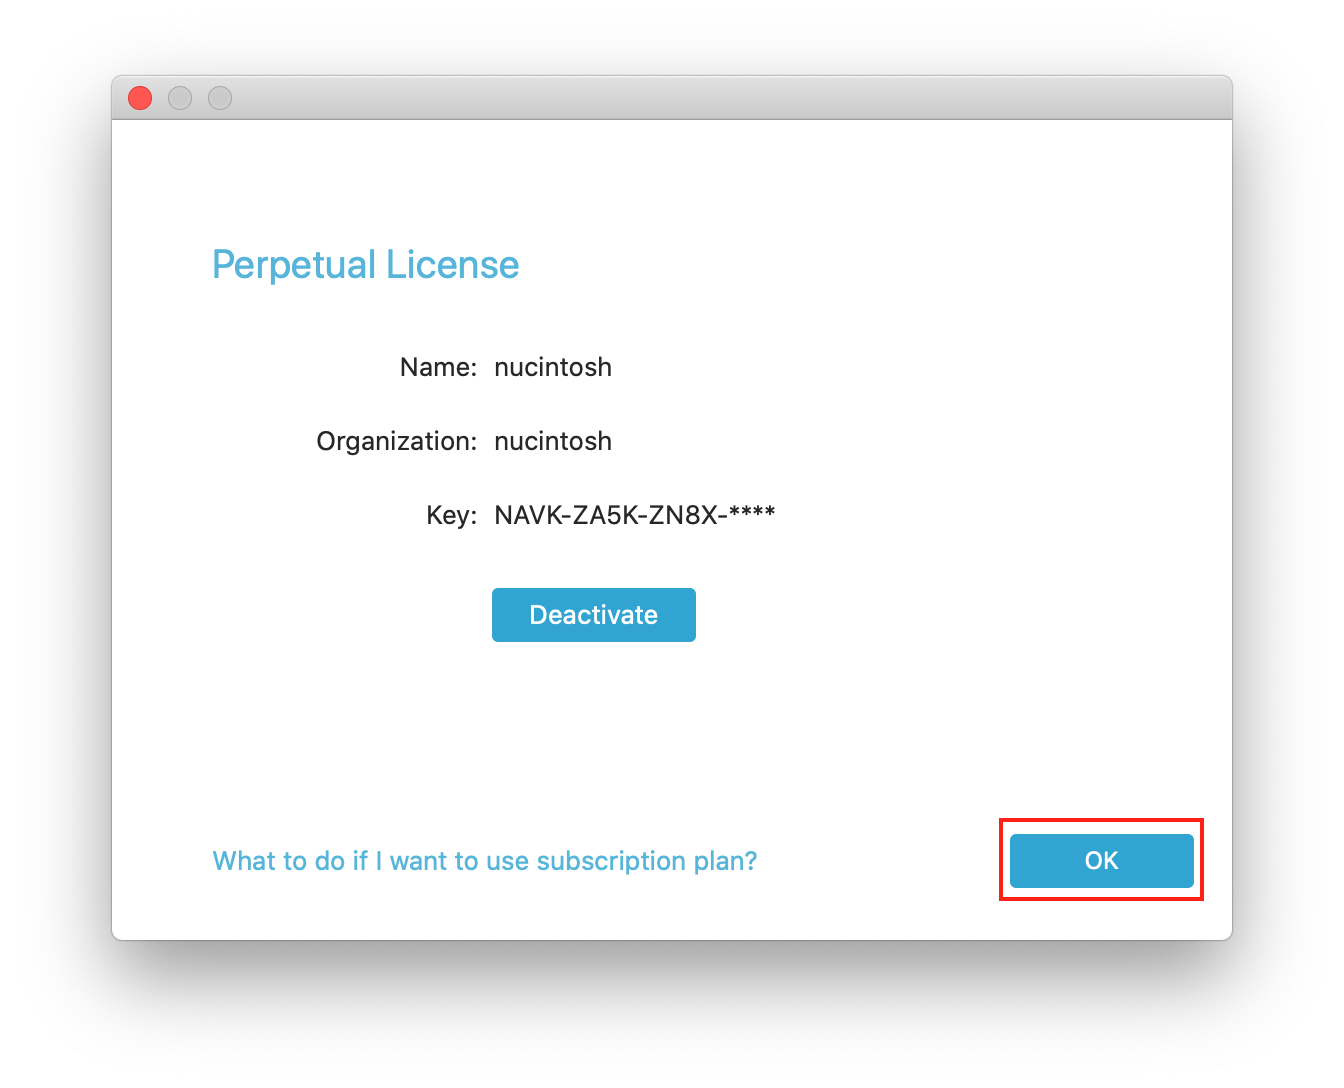 Perpetual License
Name: nucintosh
Organization: nucintosh
Key: NAVK-ZA5K-ZN8X-****
Deactivate
What to do if I want to use subscription plan?
OK